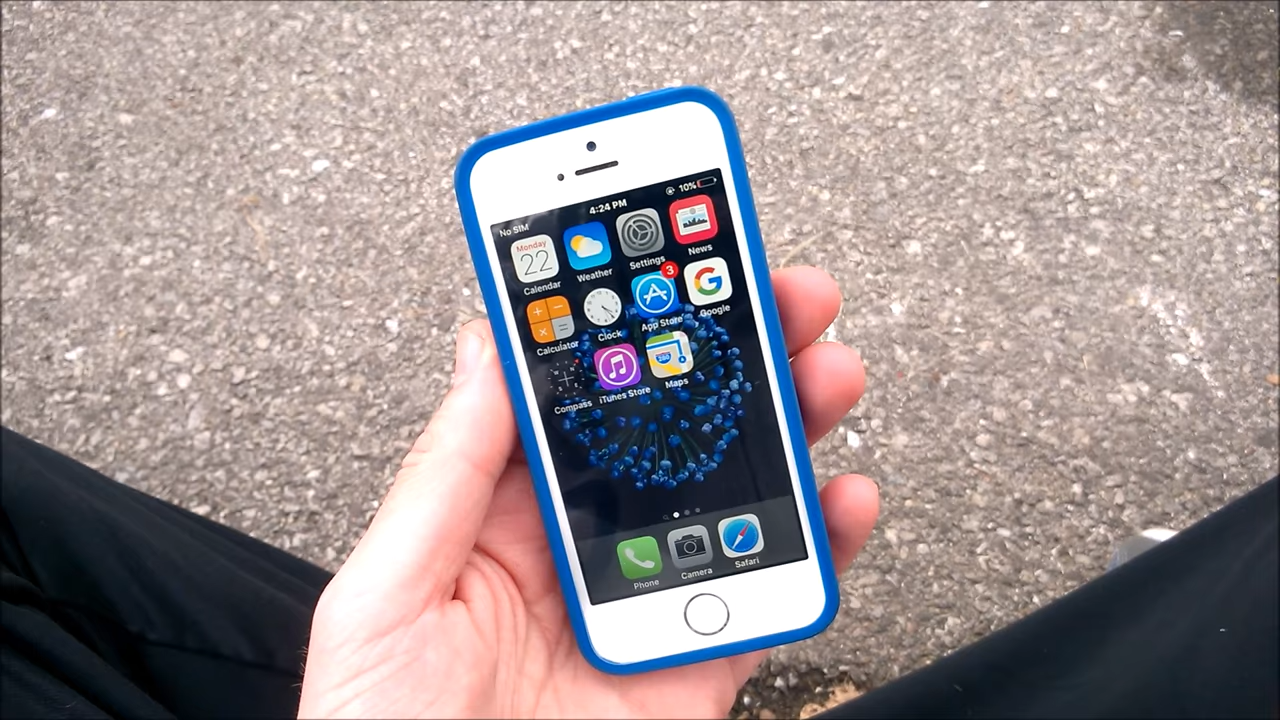 No SIM 4:24 PM 10%
Monday
22
Calendar Weather Settings News
3
G
Calculator Clock App Store Google
N
W E
S
280
Compass iTunes Store Maps
Phone Camera Safari